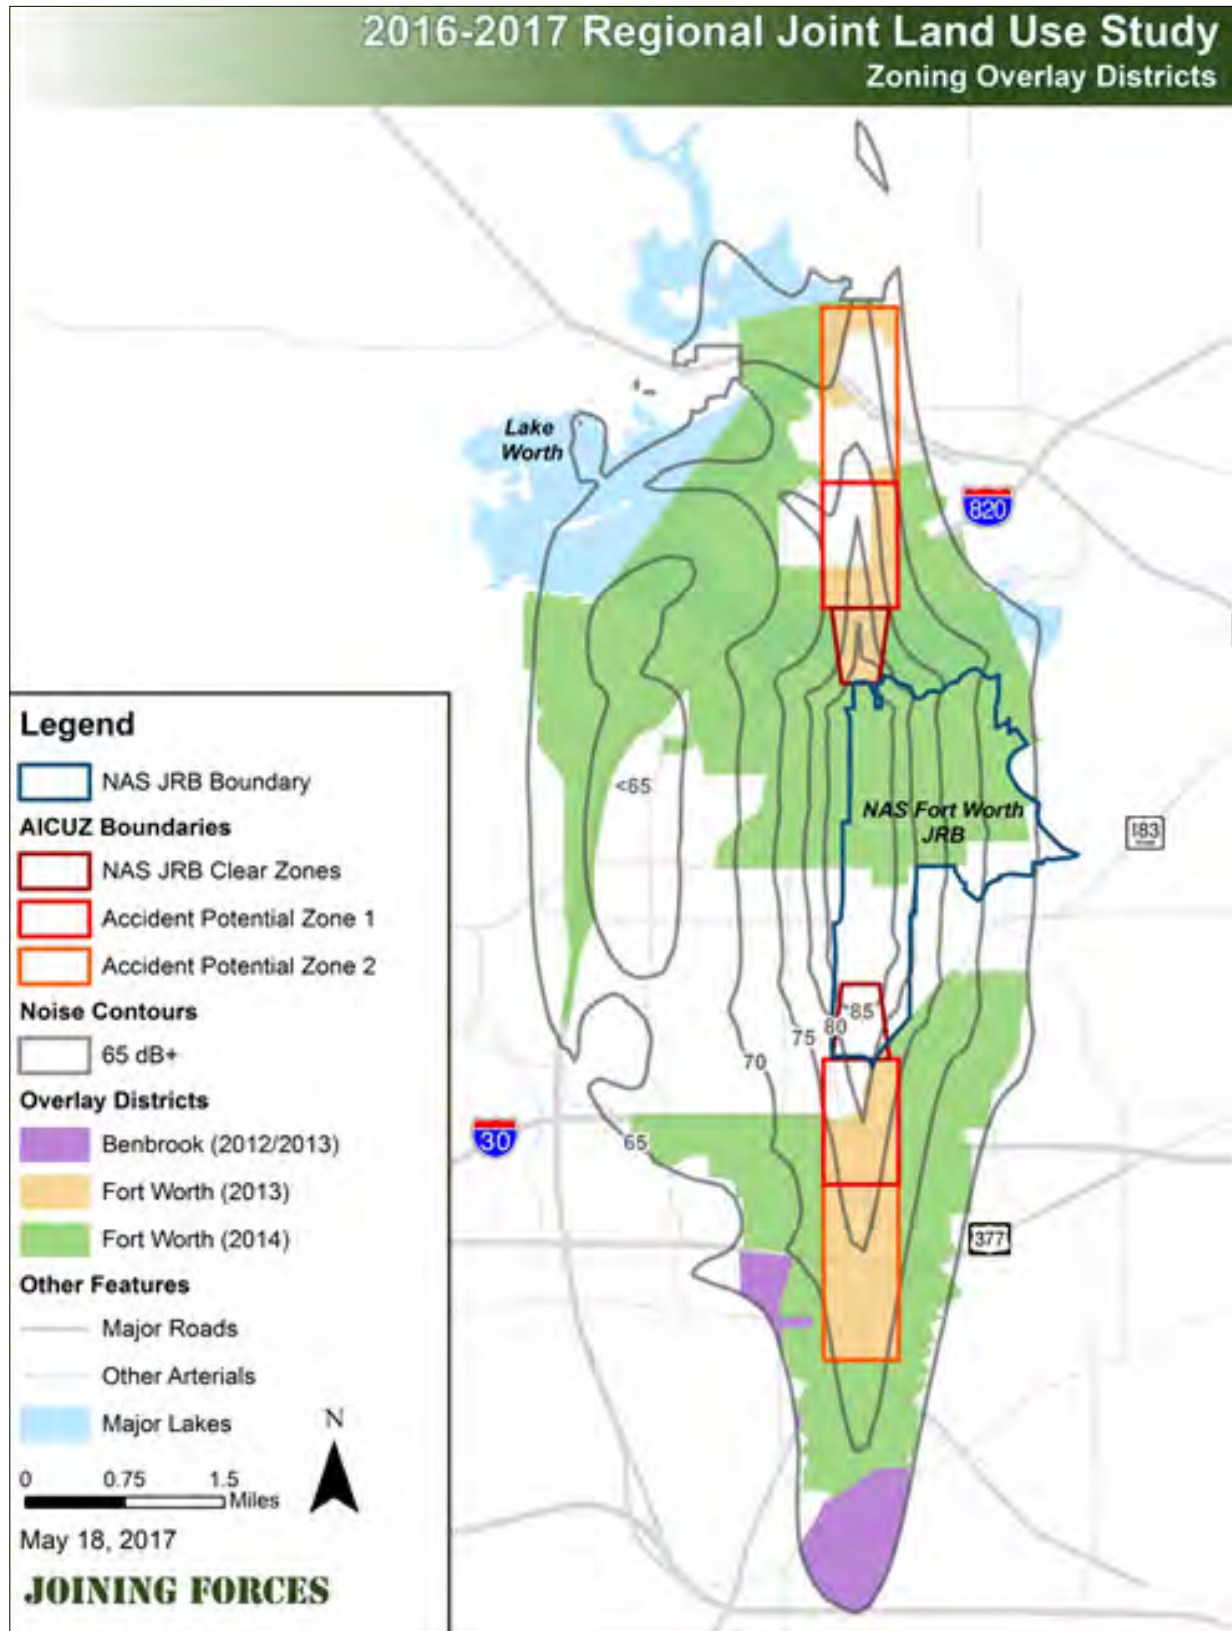 2016-2017 Regional Joint Land Use Study
Zoning Overlay Districts
Lake
Worth
820
<65
NAS Fort Worth
JRB
183
85
80
75
70
65
30
377
Legend
NAS JRB Boundary
AICUZ Boundaries
NAS JRB Clear Zones
Accident Potential Zone 1
Accident Potential Zone 2
Noise Contours
65 dB+
Overlay Districts
Benbrook (2012/2013)
Fort Worth (2013)
Fort Worth (2014)
Other Features
Major Roads
Other Arterials
Major Lakes
N
0 0.75 1.5
Miles
May 18, 2017
JOINING FORCES